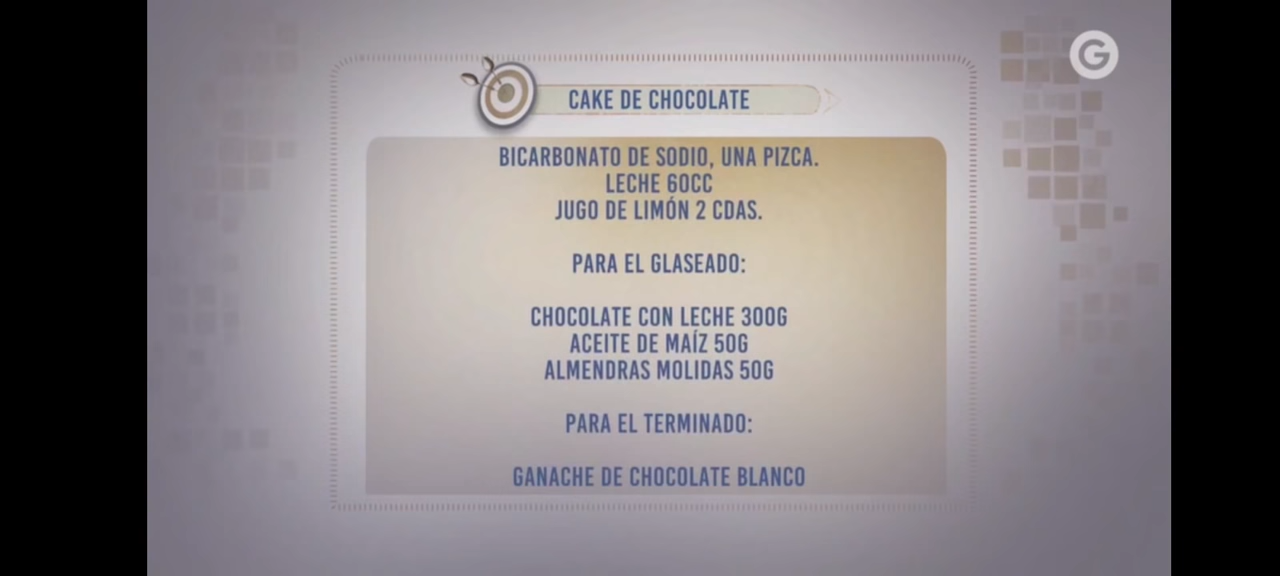 G
CAKE DE CHOCOLATE
BICARBONATO DE SODIO, UNA PIZCA.
LECHE 60CC
JUGO DE LIMÓN 2 CDAS.
PARA EL GLASEADO:
CHOCOLATE CON LECHE 300G
ACEITE DE MAÍZ 50G
ALMENDRAS MOLIDAS 50G
PARA EL TERMINADO:
GANACHE DE CHOCOLATE BLANCO